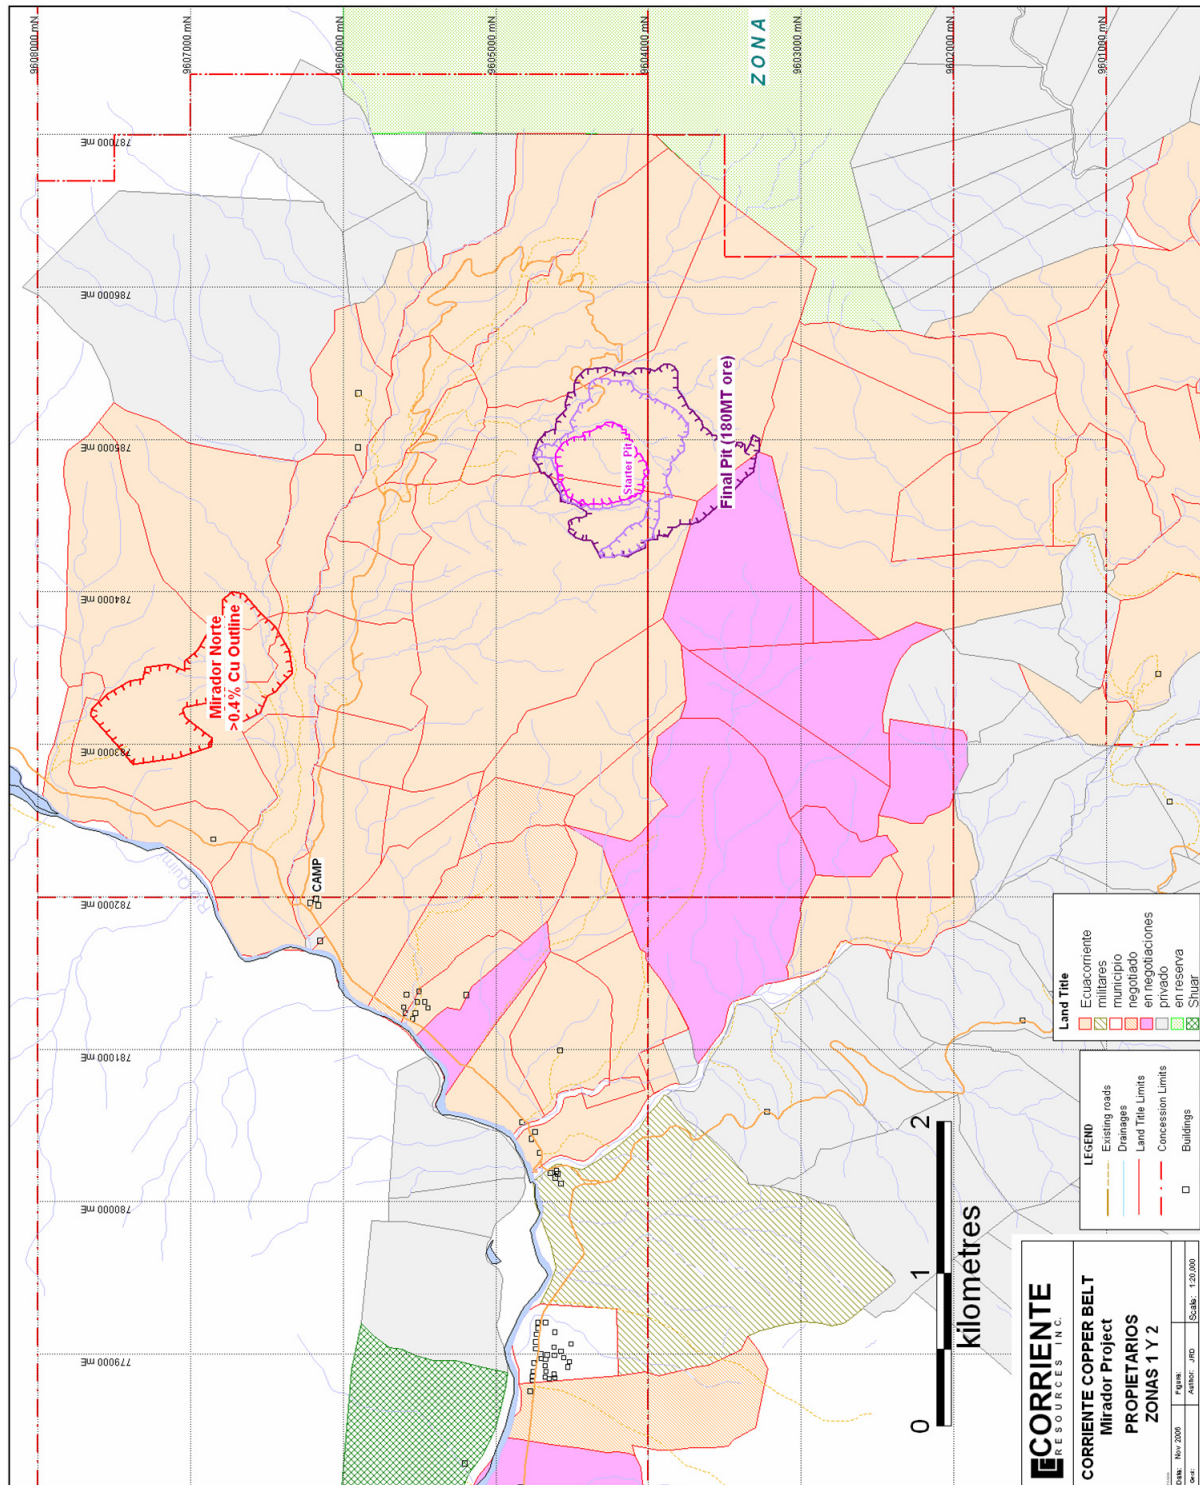 9608000 mN
9607000 mN
9606000 mN
9605000 mN
9604000 mN
9603000 mN
9602000 mN
9601000 mN
787000 mE
786000 mE
785000 mE
784000 mE
783000 mE
782000 mE
781000 mE
780000 mE
779000 mE
ZONA
Mirador Norte
>0.4% Cu Outline
Starter Pit
Final Pit (180MT ore)
CAMP
Land Title
Ecuacorriente
militares
municipio
negotiado
en negotiaciones
privado
en reserva
Shuar
LEGEND
Existing roads
Drainages
Land Title Limits
Concession Limits
Buildings
0 1 2
kilometres
CORRIENTE
RESOURCES INC.
CORRIENTE COPPER BELT
Mirador Project
PROPIETARIOS
ZONAS 1 Y 2
Date: Nov 2006
Figure:
Author: JRD
Scale: 1:20,000